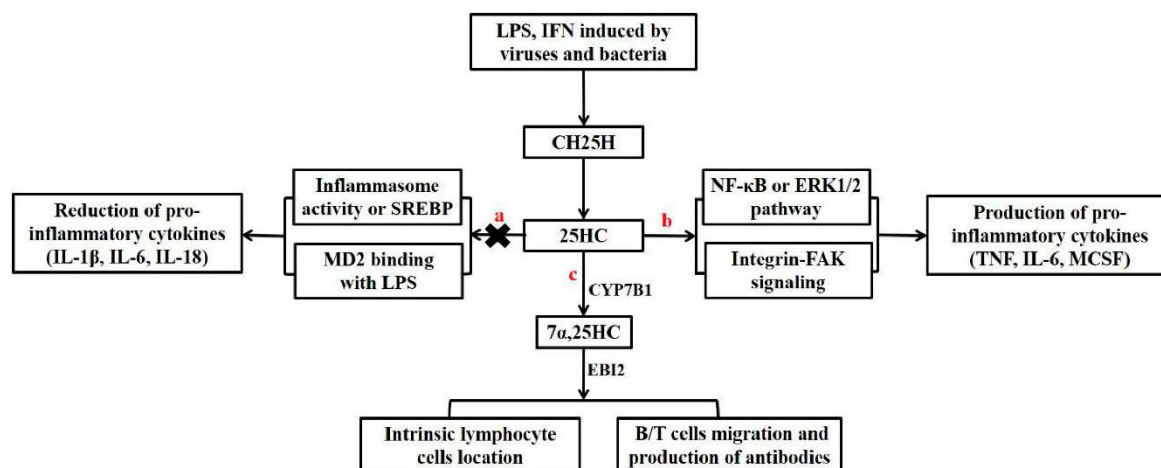 LPS, IFN induced by
viruses and bacteria
CH25H
Inflammasome
activity or SREBP
NF-κB or ERK1/2
pathway
Reduction of pro-
inflammatory cytokines
(IL-1β, IL-6, IL-18)
a
25HC
b
Production of pro-
inflammatory cytokines
(TNF, IL-6, MCSF)
MD2 binding
with LPS
Integrin-FAK
signaling
c
CYP7B1
7α,25HC
EBI2
Intrinsic lymphocyte
cells location
B/T cells migration and
production of antibodies